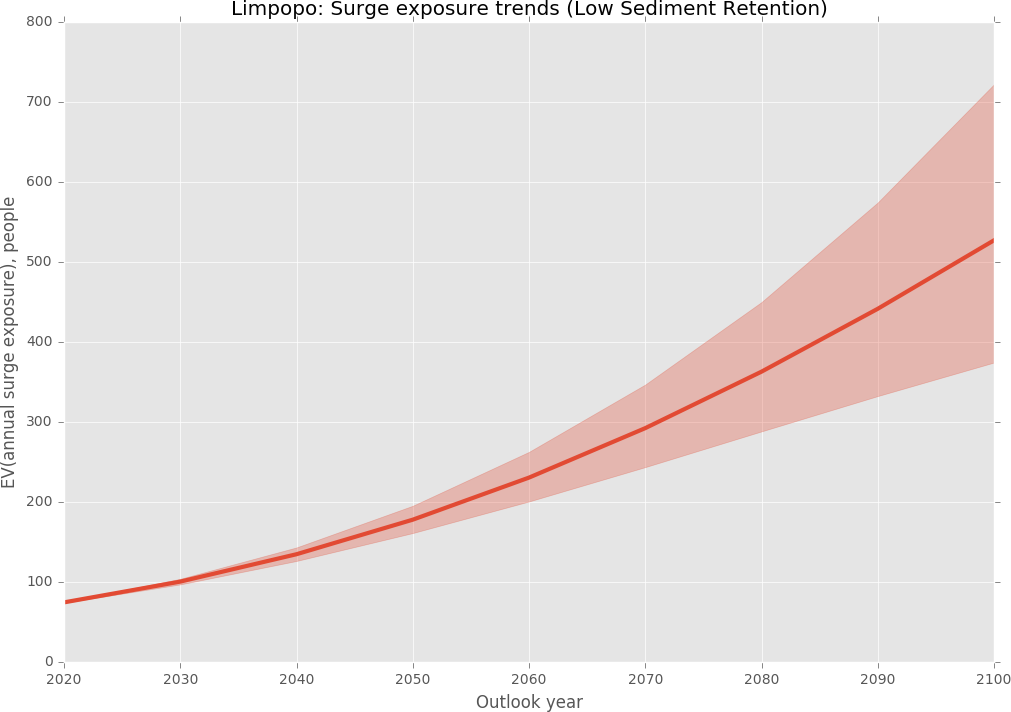 Limpopo: Surge exposure trends (Low Sediment Retention)
800
700
600
500
400
300
200
100
0
EV(annual surge exposure), people
2020 2030 2040 2050 2060 2070 2080 2090 2100
Outlook year